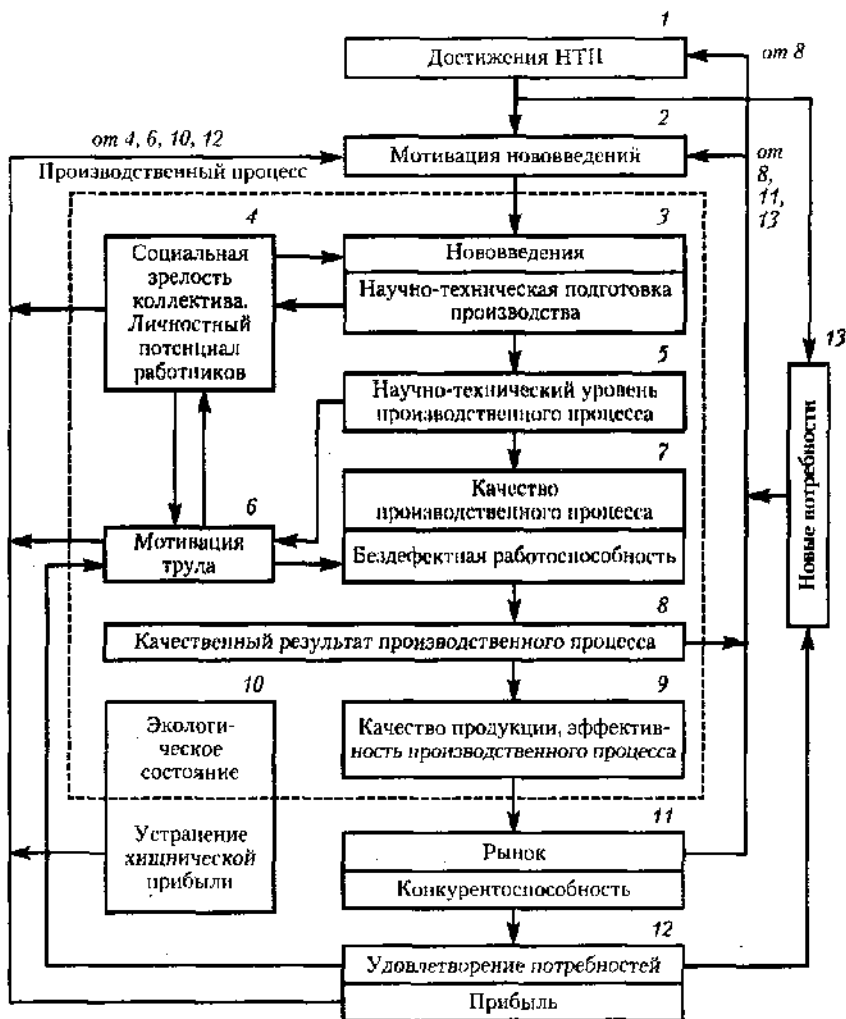 1
Достижения НТП
от 8
2
от 4, 6, 10, 12
Мотивация нововведений
от
8,
11,
13
Производственный процесс
4
3
Социальная
зрелость
коллектива.
Личностный
потенциал
работников
Нововведения
Научно-техническая подготовка
производства
5
13
Научно-технический уровень
производственного процесса
Новые потребности
7
Качество
производственного процесса
6
Мотивация
труда
Бездефектная работоспособность
8
Качественный результат производственного процесса
10
9
Экологи-
ческое
состояние
Качество продукции, эффектив-
ность производственного процесса
11
Устранение
хищнической
прибыли
Рынок
Конкурентоспособность
12
Удовлетворение потребностей
Прибыль